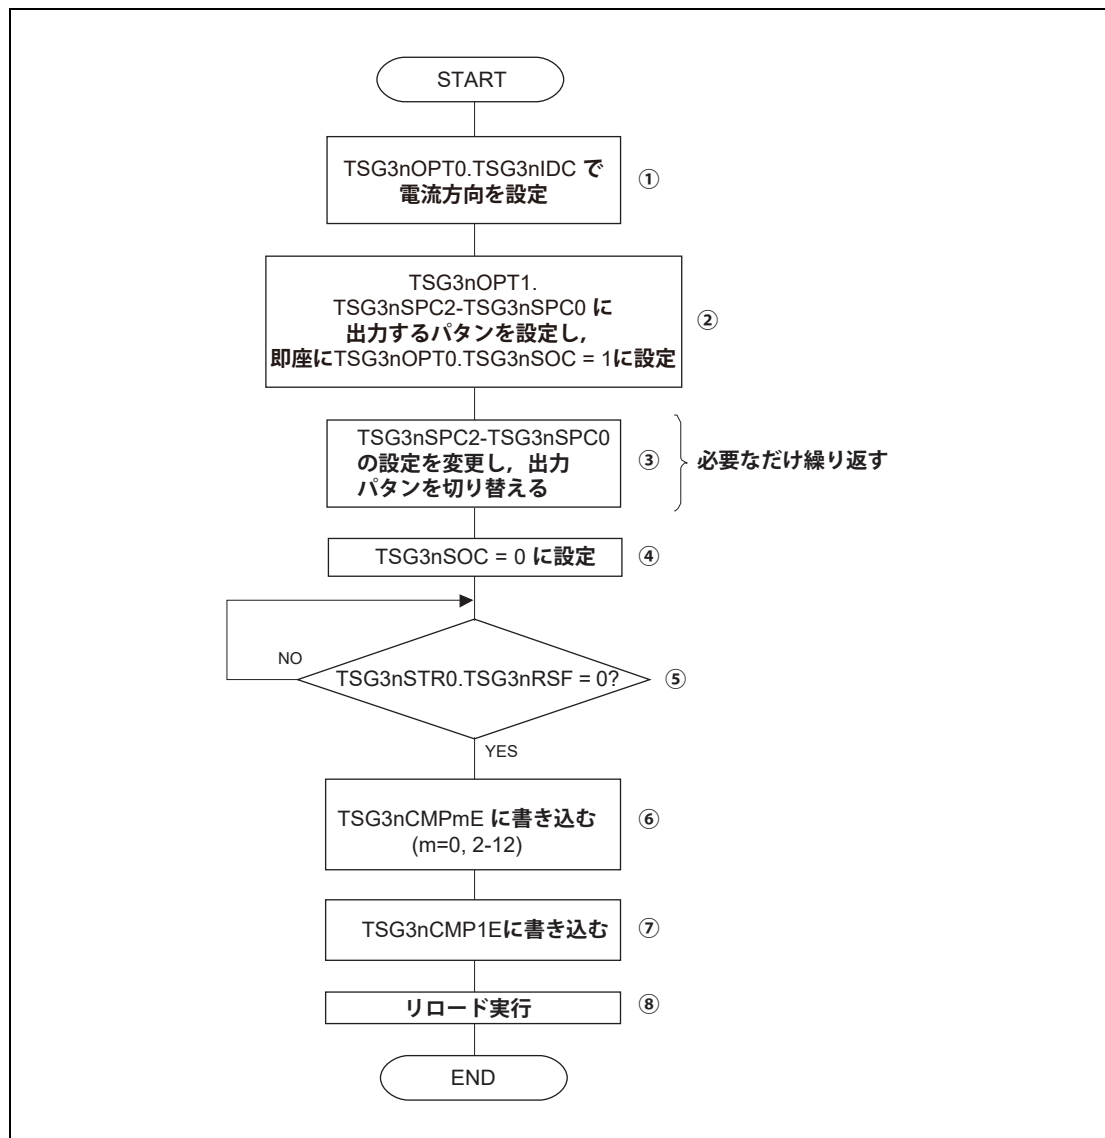 START
TSG3nOPT0.TSG3nIDC で
電流方向を設定
①
TSG3nOPT1.
TSG3nSPC2-TSG3nSPC0 に
出力するパタンを設定し，
即座にTSG3nOPT0.TSG3nSOC = 1に設定
②
TSG3nSPC2-TSG3nSPC0
の設定を変更し，出力
パタンを切り替える
③
必要なだけ繰り返す
TSG3nSOC = 0 に設定
④
NO
TSG3nSTR0.TSG3nRSF = 0?
⑤
YES
TSG3nCMPmE に書き込む
(m=0, 2-12)
⑥
TSG3nCMP1Eに書き込む
⑦
リロード実行
⑧
END